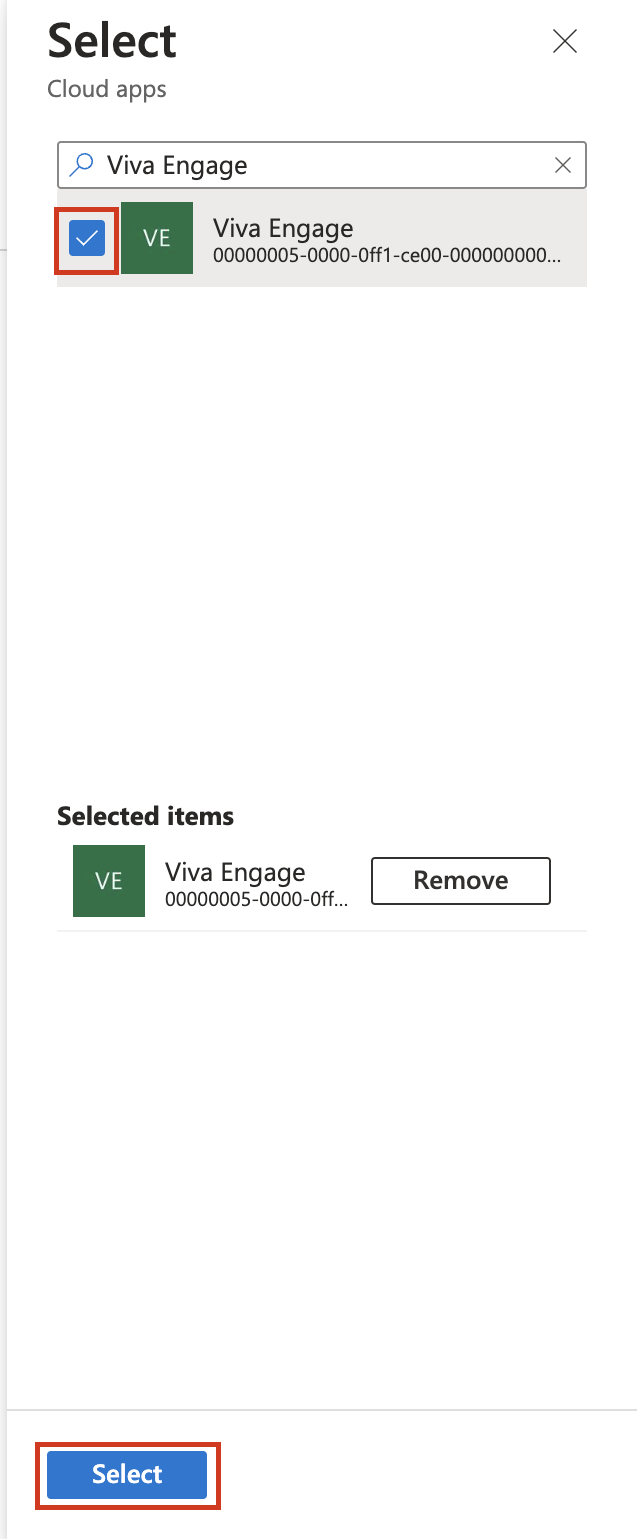 Select
Cloud apps
Viva Engage
VE
Viva Engage
00000005-0000-0ff1-ce00-000000000...
Selected items
VE
Viva Engage
00000005-0000-0ff...
Remove
Select